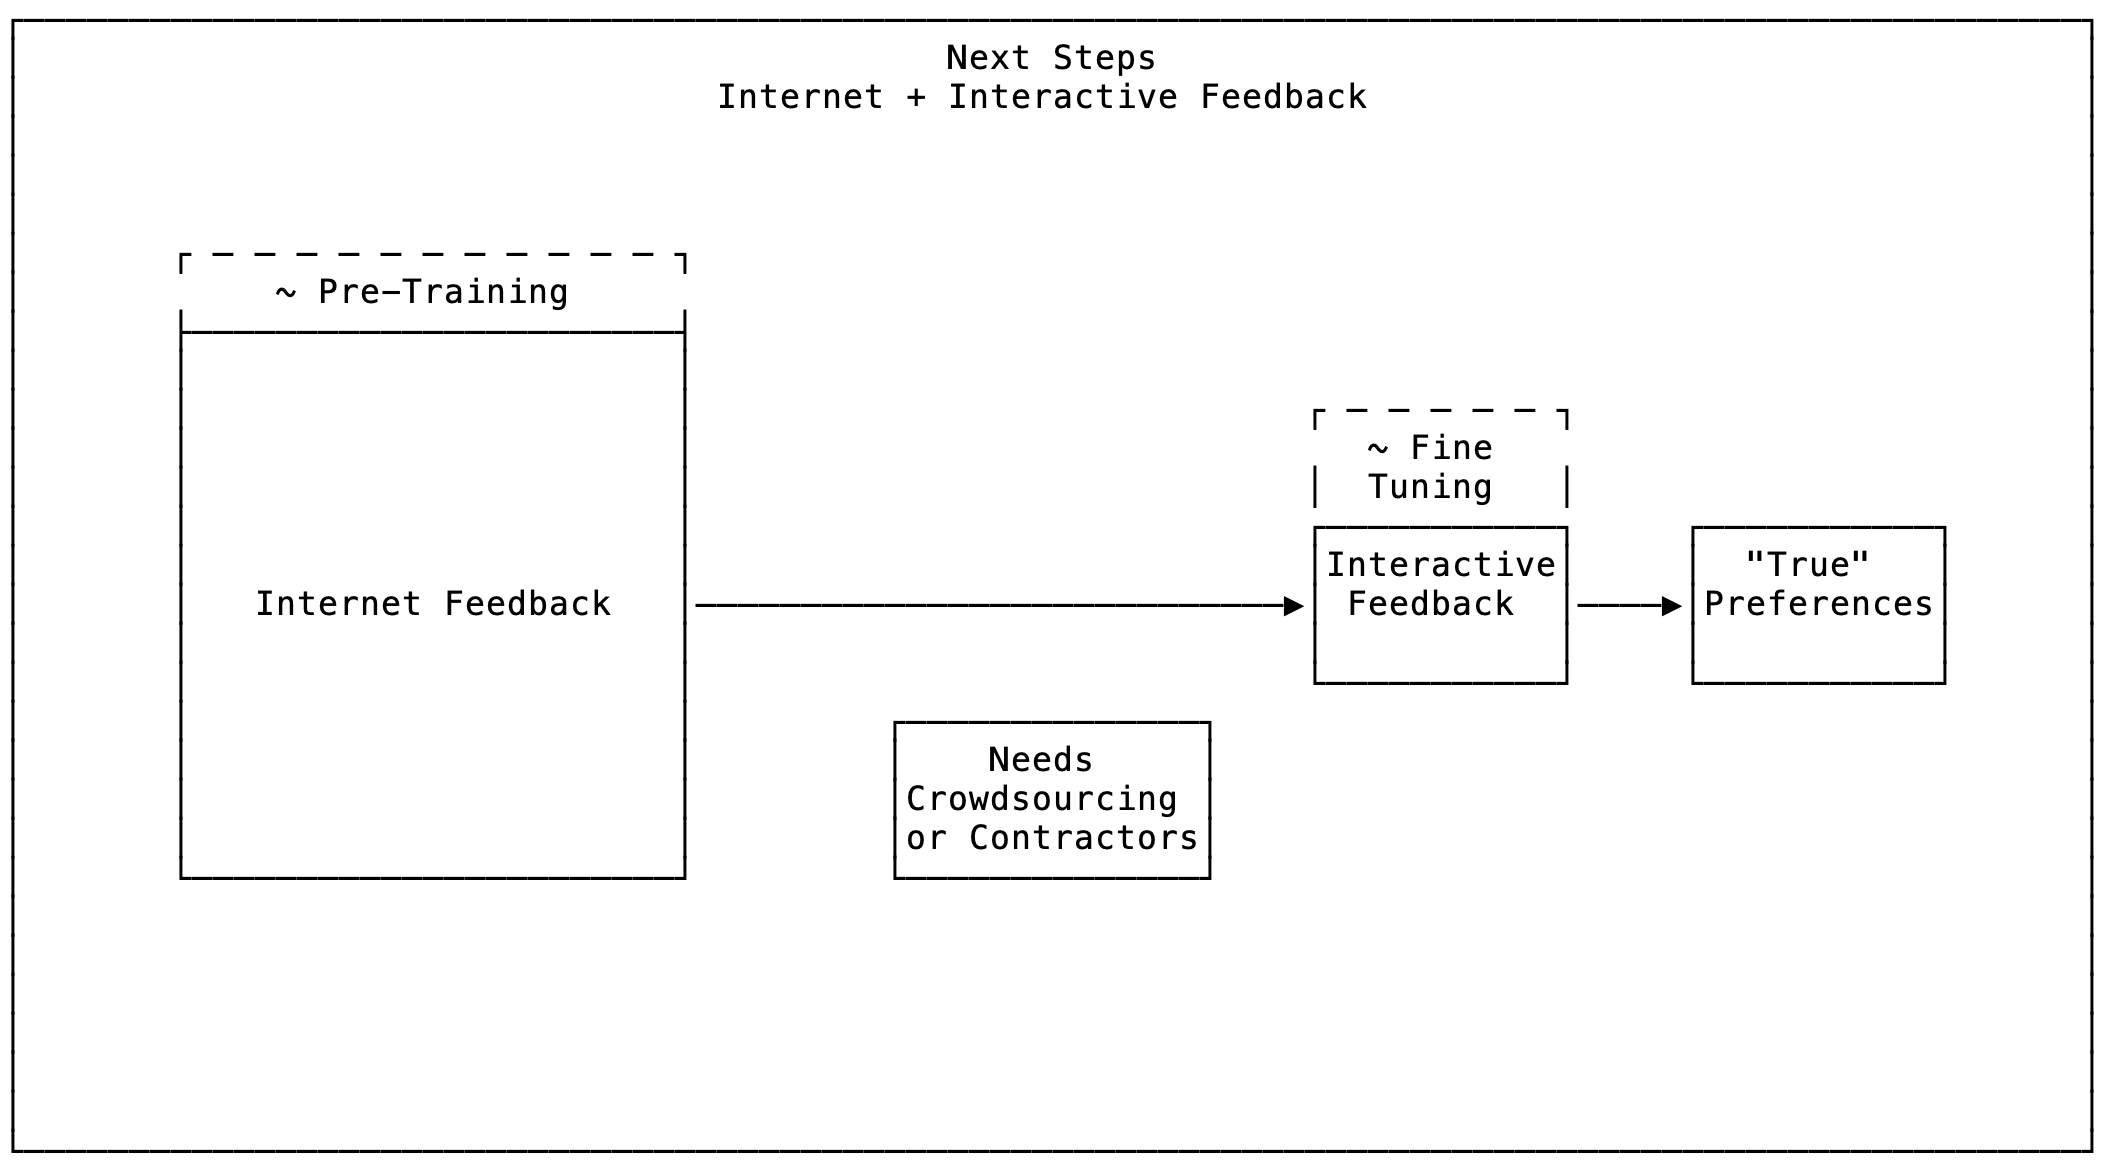 Next Steps
Internet + Interactive Feedback
~ Pre-Training
Internet Feedback
~ Fine
Tuning
Interactive
Feedback
"True"
Preferences
Needs
Crowdsourcing
or Contractors